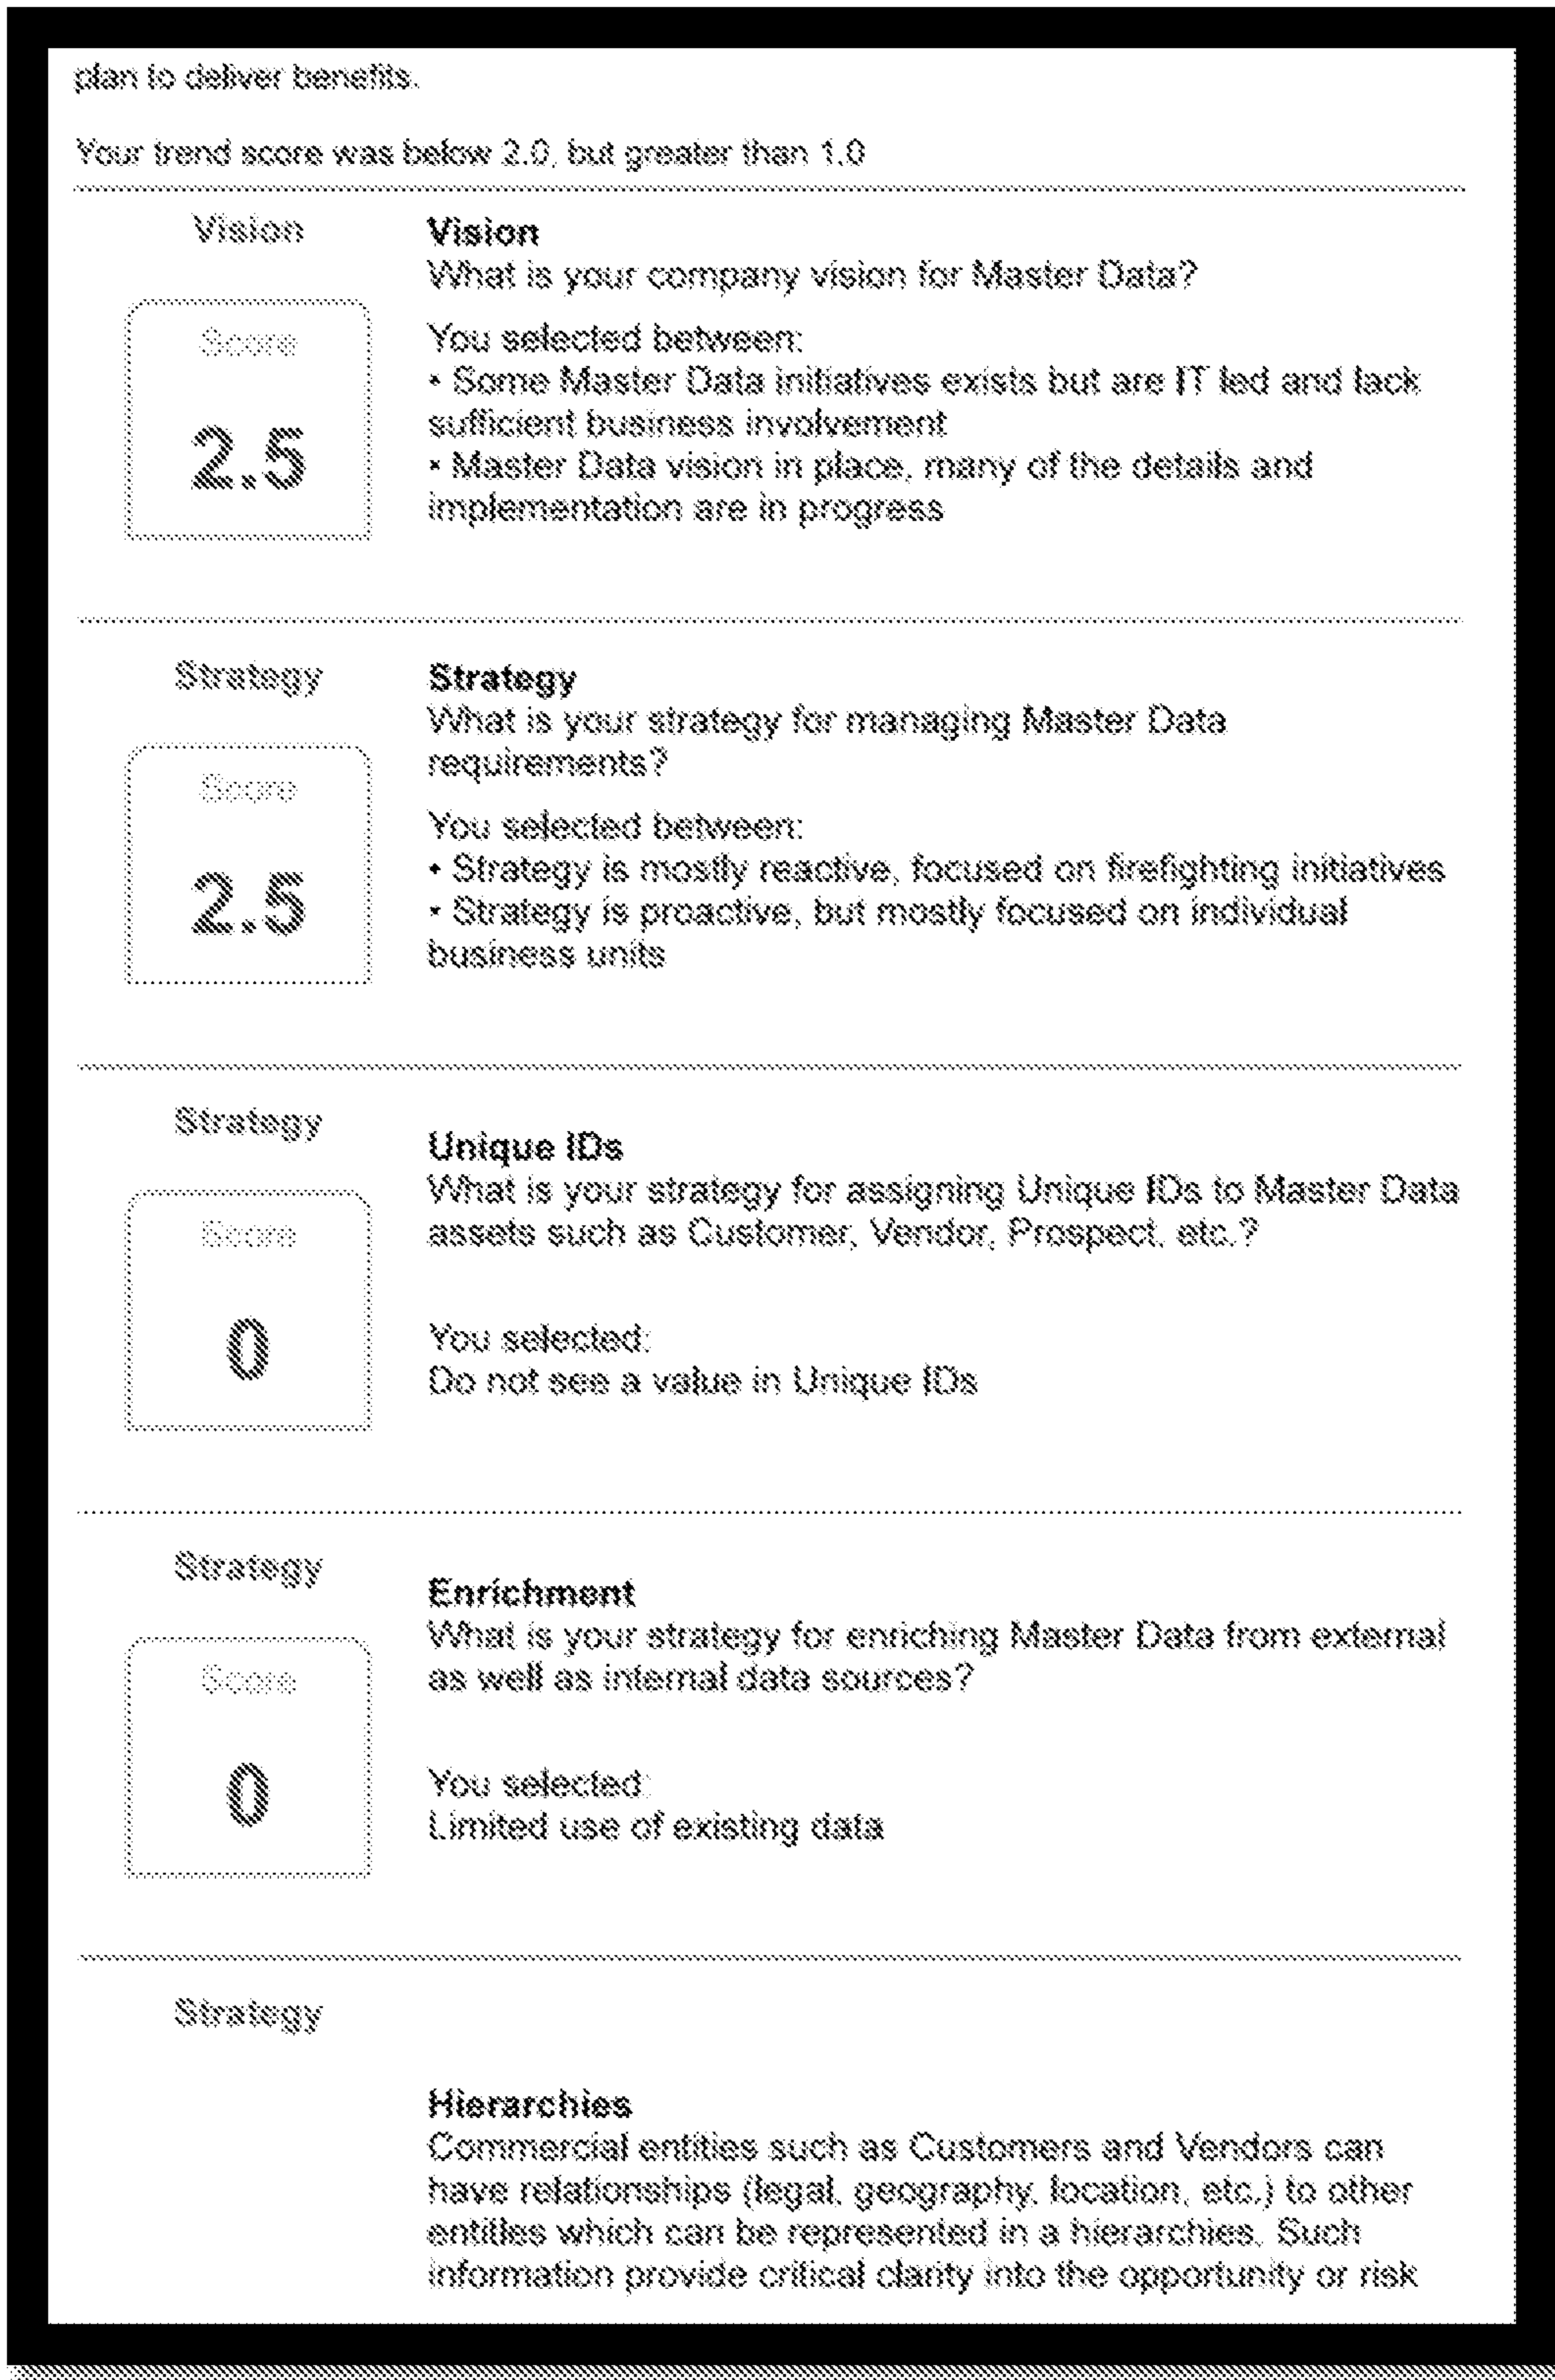 plan to deliver benefits.
Your trend score was below 2.0, but greater than 1.0
Vision
Score
2.5
Vision
What is your company vision for Master Data?
You selected between:
• Some Master Data initiatives exists but are IT led and lack
sufficient business involvement
• Master Data vision in place, many of the details and
implementation are in progress
Strategy
Score
2.5
Strategy
What is your strategy for managing Master Data
requirements?
You selected between:
• Strategy is mostly reactive, focused on firefighting initiatives
• Strategy is proactive, but mostly focused on individual
business units
Strategy
Score
0
Unique IDs
What is your strategy for assigning Unique IDs to Master Data
assets such as Customer, Vendor, Prospect, etc.?
You selected:
Do not see a value in Unique IDs
Strategy
Score
0
Enrichment
What is your strategy for enriching Master Data from external
as well as internal data sources?
You selected:
Limited use of existing data
Strategy
Hierarchies
Commercial entities such as Customers and Vendors can
have relationships (legal, geography, location, etc.) to other
entities which can be represented in a hierarchies. Such
information provide critical clarity into the opportunity or risk